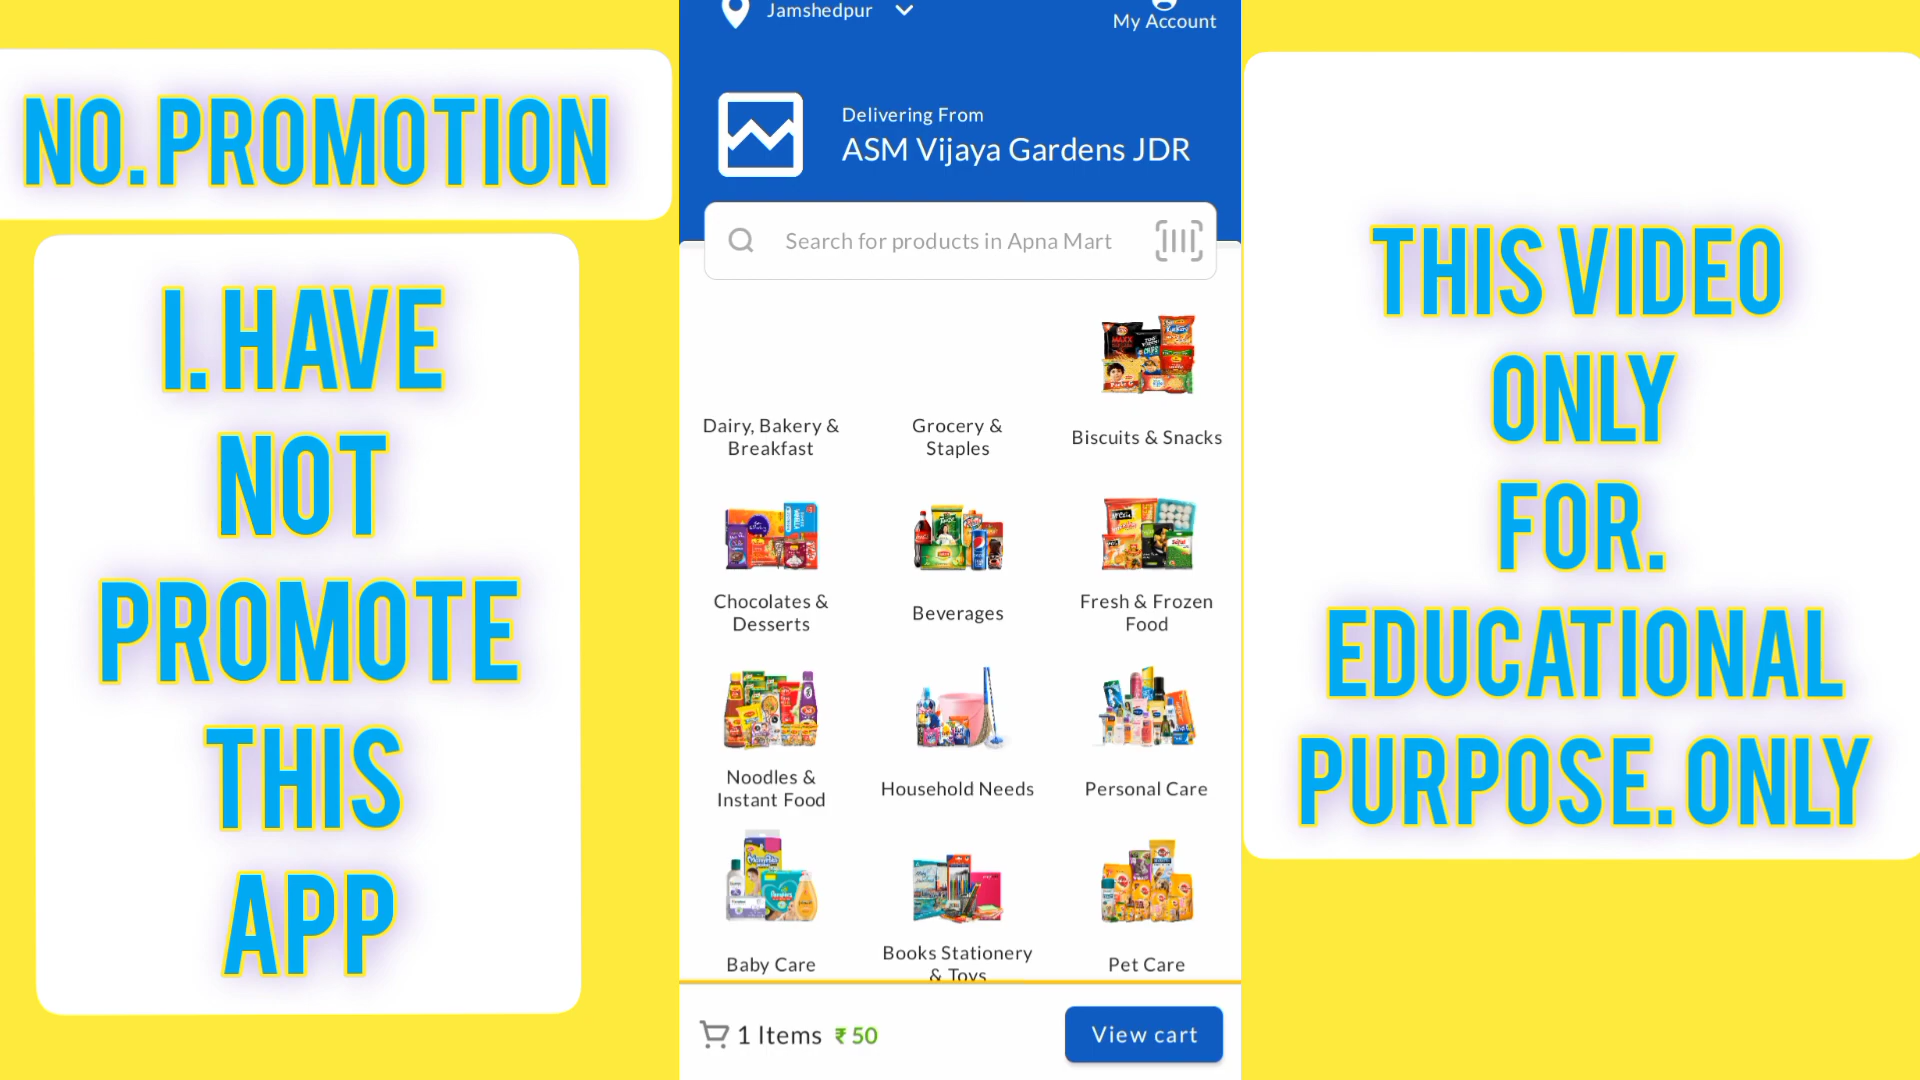 NO. PROMOTION
I. HAVE
NOT
PROMOTE
THIS
APP
Jamshedpur
My Account
Delivering From
ASM Vijaya Gardens JDR
Search for products in Apna Mart
Dairy, Bakery &
Breakfast
Grocery &
Staples
Biscuits & Snacks
Chocolates &
Desserts
Beverages
Fresh & Frozen
Food
Noodles &
Instant Food
Household Needs
Personal Care
Baby Care
Books Stationery
& Toys
Pet Care
1 Items ₹ 50
View cart
THIS VIDEO
ONLY
FOR.
EDUCATIONAL
PURPOSE. ONLY